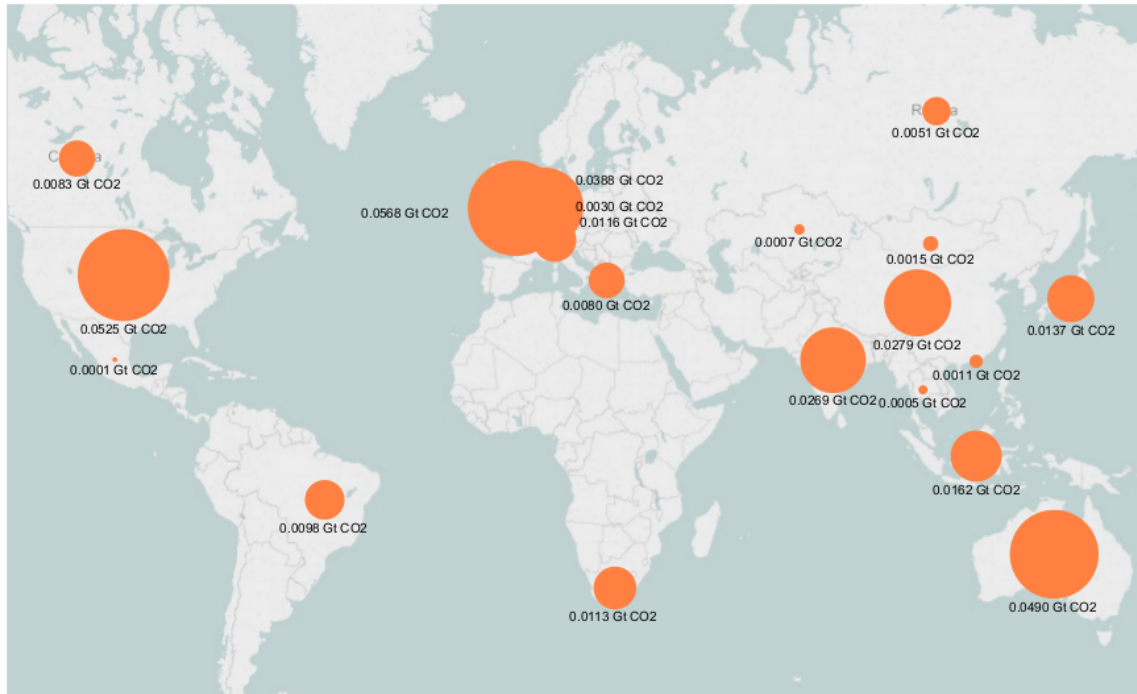 0.0051 Gt CO2
0.0083 Gt CO2
0.0388 Gt CO2
0.0030 Gt CO2
0.0568 Gt CO2
0.0116 Gt CO2
0.0007 Gt CO2
0.0015 Gt CO2
0.0080 Gt CO2
0.0525 Gt CO2
0.0137 Gt CO2
0.0279 Gt CO2
0.0001 Gt CO2
0.0011 Gt CO2
0.0269 Gt CO2
0.0005 Gt CO2
0.0162 Gt CO2
0.0098 Gt CO2
0.0490 Gt CO2
0.0113 Gt CO2